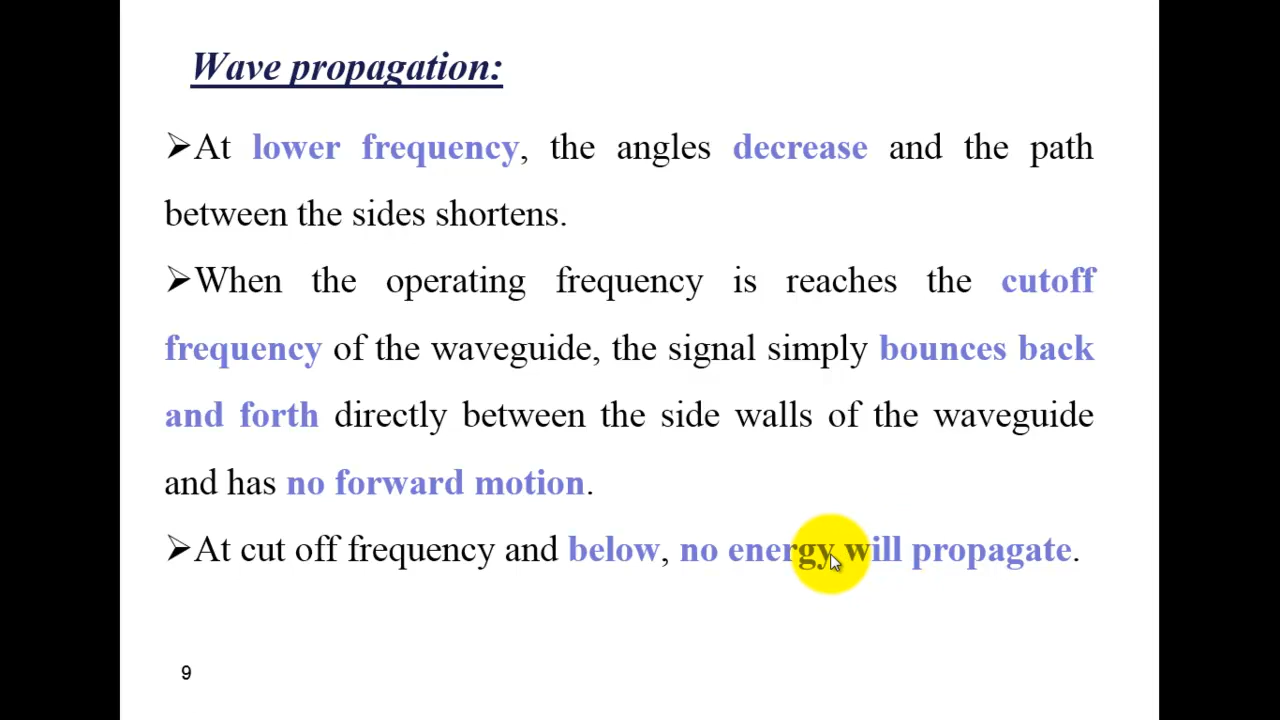 Wave propagation:
➢At lower frequency, the angles decrease and the path
between the sides shortens.
➢When the operating frequency is reaches the cutoff
frequency of the waveguide, the signal simply bounces back
and forth directly between the side walls of the waveguide
and has no forward motion.
➢At cut off frequency and below, no energy will propagate.
9